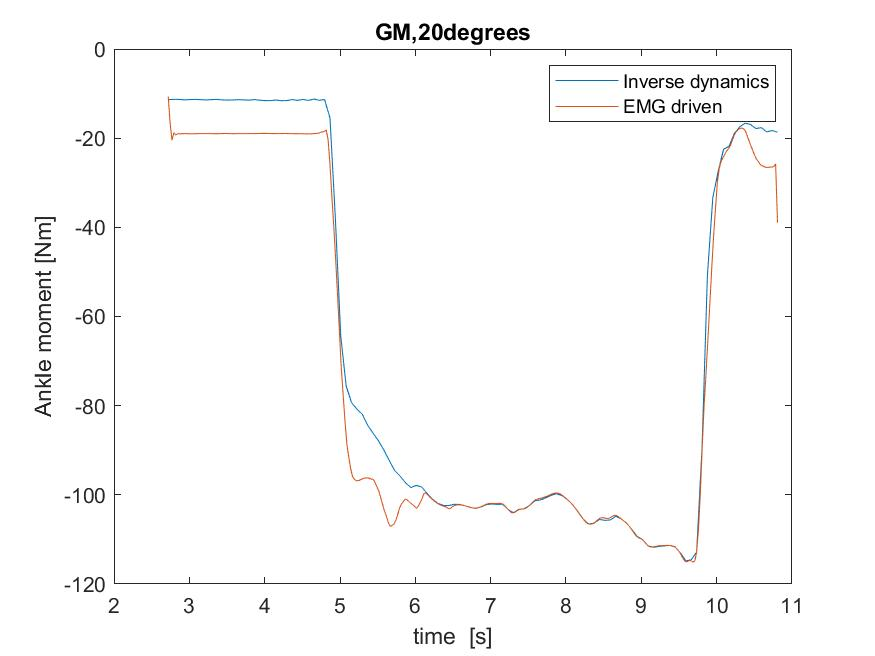 GM,20degrees
Inverse dynamics
EMG driven
0
-20
-40
-60
-80
-100
-120
Ankle moment [Nm]
2 3 4 5 6 7 8 9 10 11
time [s]